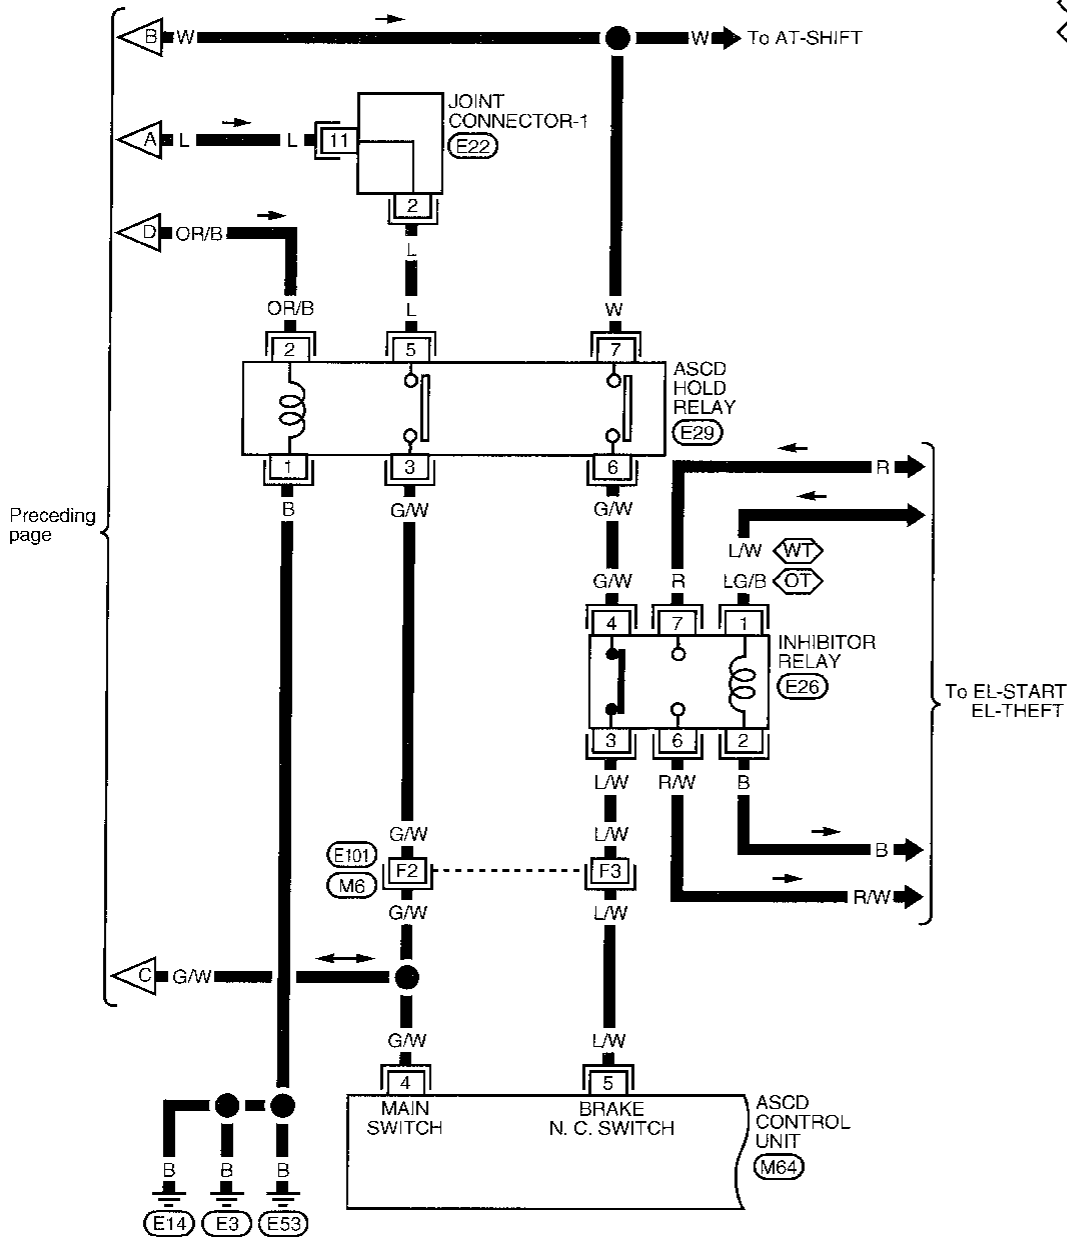 B W W To AT-SHIFT
JOINT
CONNECTOR-1
E22
A L L 11
2
D OR/B
L
OR/B L W
2 5 7
ASCD
HOLD
RELAY
E29
1 3 6
R
B G/W G/W
Preceding
page
L/W WT
G/W R LG/B OT
4 7 1
INHIBITOR
RELAY
E26
To EL-START
EL-THEFT
3 6 2
L/W R/W B
G/W L/W
B
E101
F2 F3
M6
R/W
G/W L/W
C G/W
G/W L/W
4 5
MAIN
SWITCH
BRAKE
N. C. SWITCH
ASCD
CONTROL
UNIT
M64
B B B
E14 E3 E53